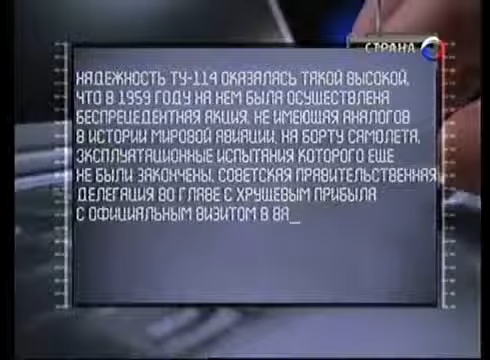 СТРАНА
НАДЕЖНОСТЬ ТУ-114 ОКАЗАЛАСЬ ТАКОЙ ВЫСОКОЙ,
ЧТО В 1959 ГОДУ НА НЕМ БЫЛА ОСУЩЕСТВЛЕНА
БЕСПРЕЦЕДЕНТНАЯ АКЦИЯ, НЕ ИМЕЮЩАЯ АНАЛОГОВ
В ИСТОРИИ МИРОВОЙ АВИАЦИИ. НА БОРТУ САМОЛЕТА,
ЭКСПЛУАТАЦИОННЫЕ ИСПЫТАНИЯ КОТОРОГО ЕЩЕ
НЕ БЫЛИ ЗАКОНЧЕНЫ, СОВЕТСКАЯ ПРАВИТЕЛЬСТВЕННАЯ
ДЕЛЕГАЦИЯ ВО ГЛАВЕ С ХРУЩЕВЫМ ПРИБЫЛА
С ОФИЦИАЛЬНЫМ ВИЗИТОМ В ВА_